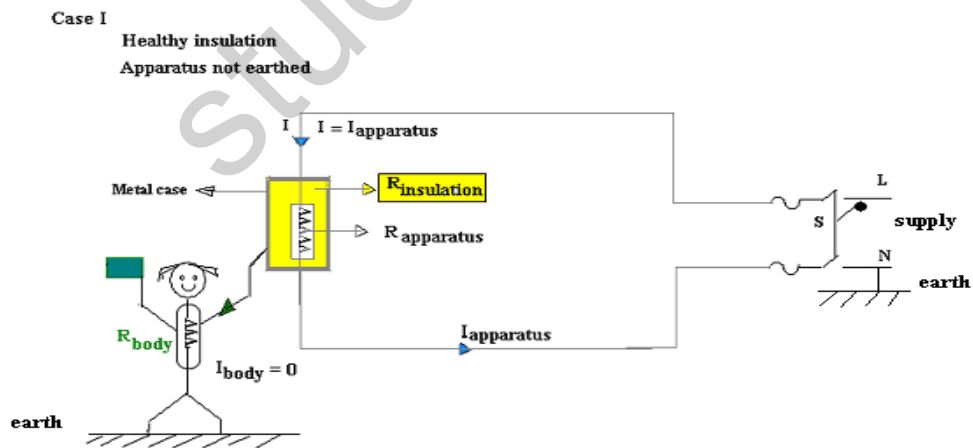 Case I
Healthy insulation
Apparatus not earthed
I
I = Iapparatus
Metal case
Rinsulation
L
S
supply
Rapparatus
N
earth
Rbody
Iapparatus
Ibody = 0
earth